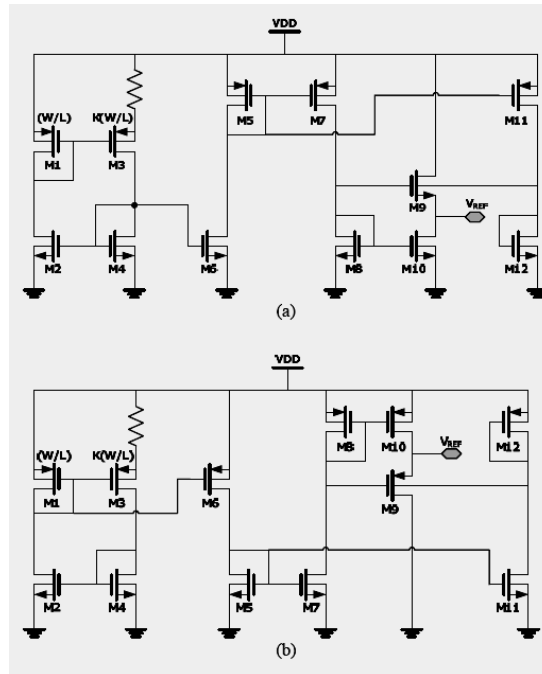 VDD
(W/L) K(W/L)
M5 M7 M11
M1 M3
M9 VREF
M2 M4 M6 M8 M10 M12
(a)
VDD
M8 M10 VREF M12
(W/L) K(W/L)
M1 M3 M6 M9
M2 M4 M5 M7 M11
(b)